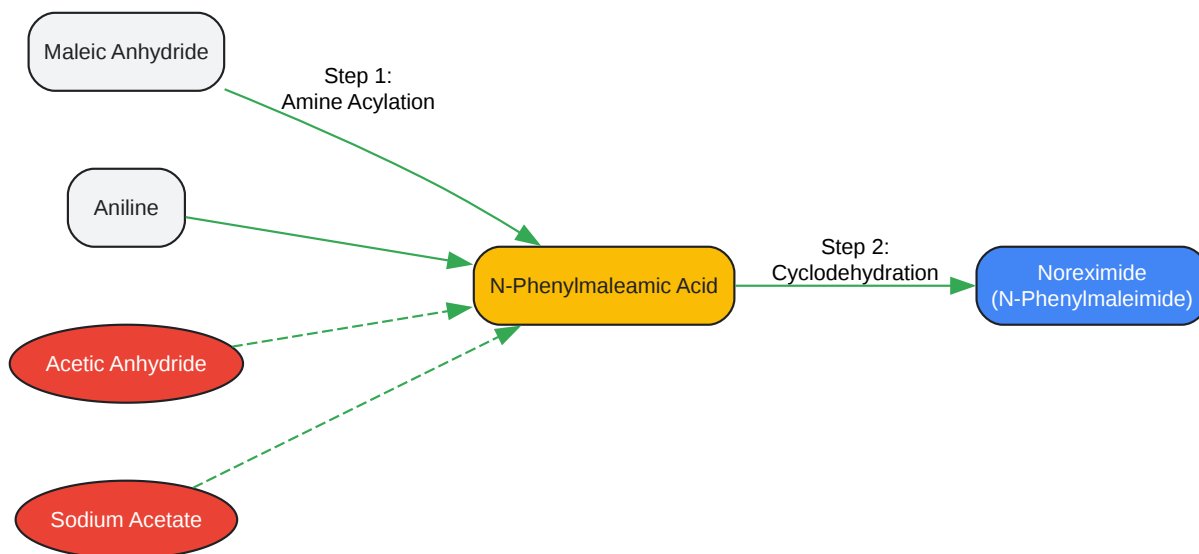 Maleic Anhydride
Step 1:
Amine Acylation
Aniline
N-Phenylmaleamic Acid
Step 2:
Cyclodehydration
Noreximide
(N-Phenylmaleimide)
Acetic Anhydride
Sodium Acetate